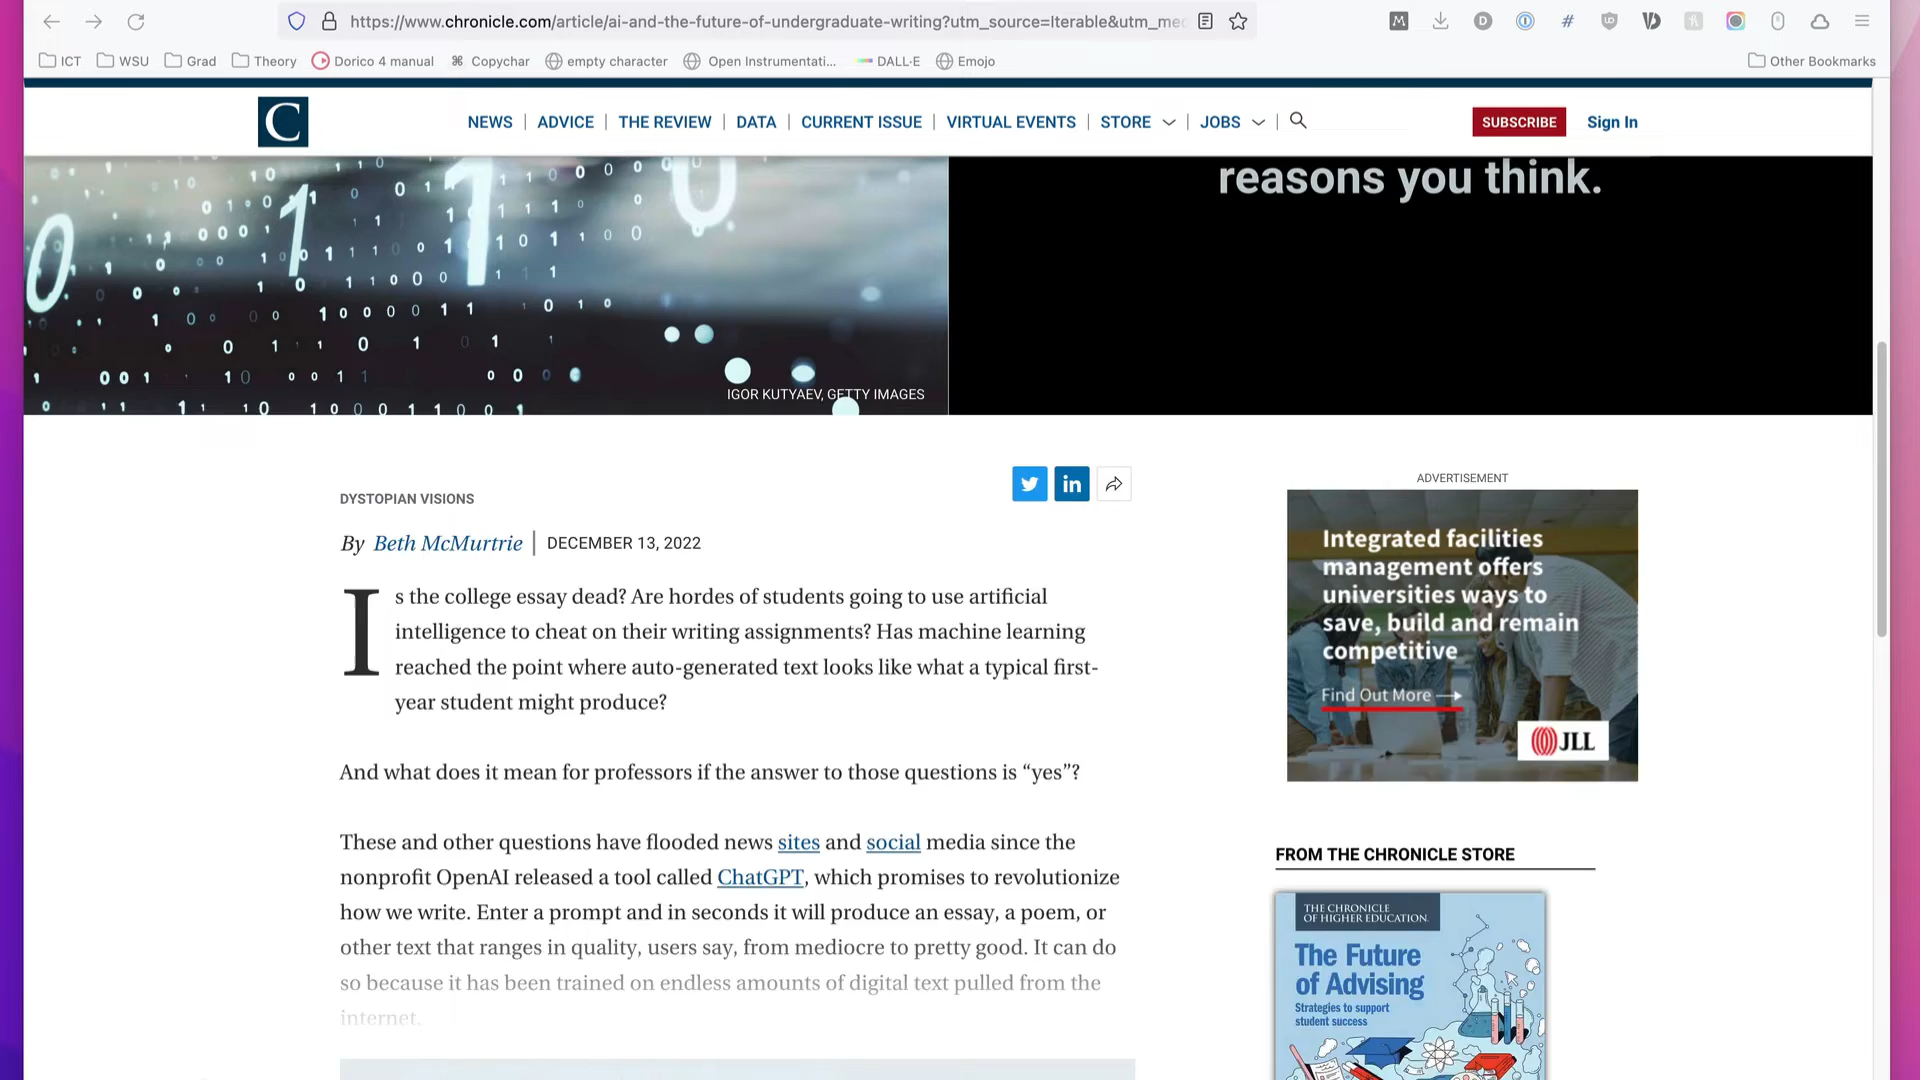 https://www.chronicle.com/article/ai-and-the-future-of-undergraduate-writing?utm_source=Iterable&utm_med
ICT WSU Grad Theory Dorico 4 manual Copychar empty character Open Instrumentati... DALL·E Emojo Other Bookmarks
C NEWS ADVICE THE REVIEW DATA CURRENT ISSUE VIRTUAL EVENTS STORE JOBS SUBSCRIBE Sign In
reasons you think.
IGOR KUTYAEV, GETTY IMAGES
DYSTOPIAN VISIONS
By Beth McMurtrie | DECEMBER 13, 2022
Is the college essay dead? Are hordes of students going to use artificial
intelligence to cheat on their writing assignments? Has machine learning
reached the point where auto-generated text looks like what a typical first-
year student might produce?
And what does it mean for professors if the answer to those questions is “yes”?
These and other questions have flooded news sites and social media since the
nonprofit OpenAI released a tool called ChatGPT, which promises to revolutionize
how we write. Enter a prompt and in seconds it will produce an essay, a poem, or
other text that ranges in quality, users say, from mediocre to pretty good. It can do
so because it has been trained on endless amounts of digital text pulled from the
internet.
ADVERTISEMENT
Integrated facilities
management offers
universities ways to
save, build and remain
competitive
Find Out More
JLL
FROM THE CHRONICLE STORE
THE CHRONICLE
OF HIGHER EDUCATION.
The Future
of Advising
Strategies to support
student success